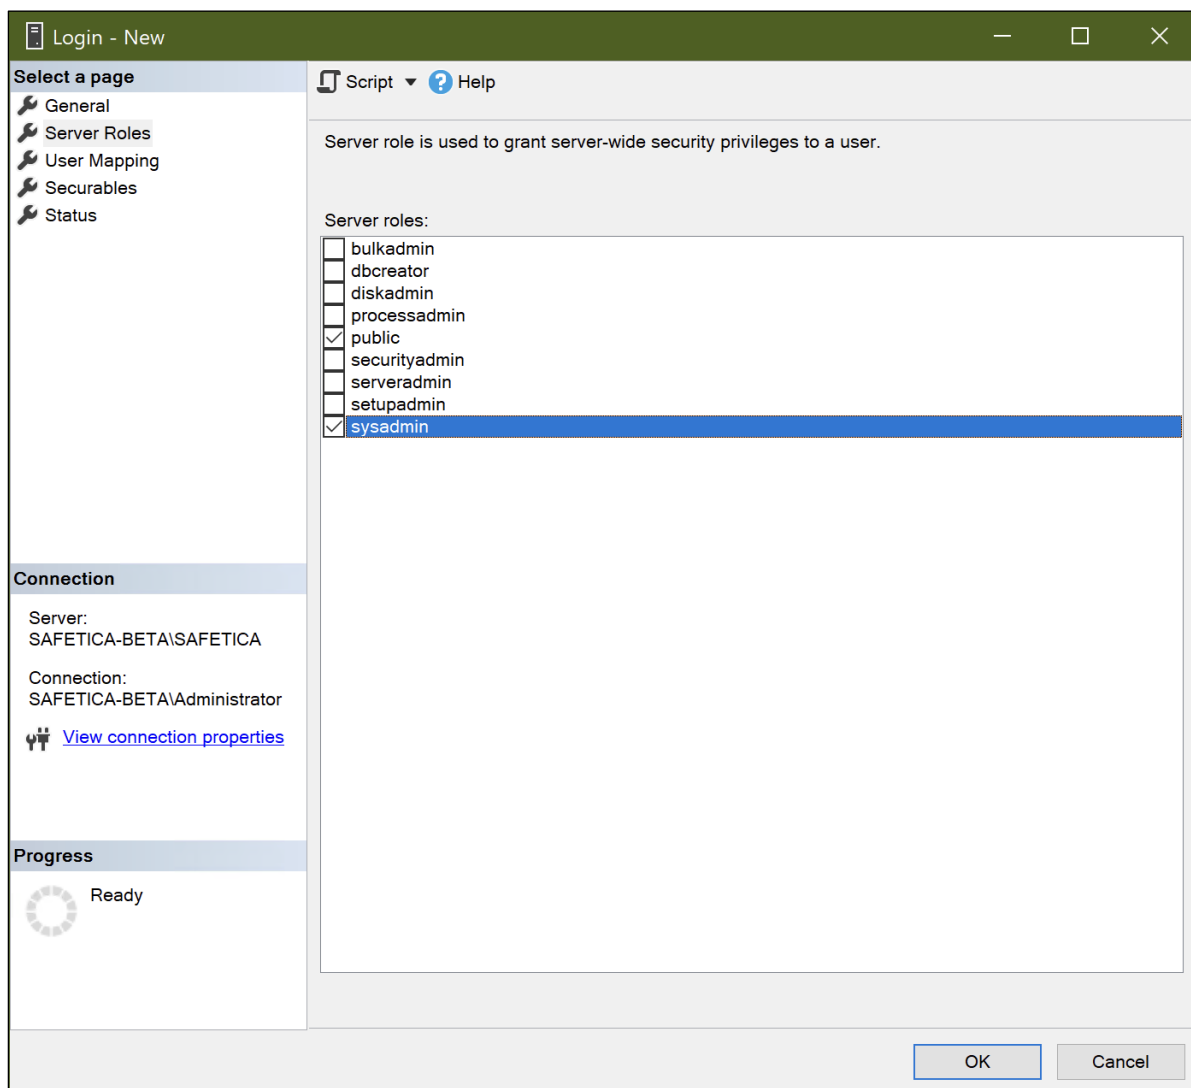 Login - New
Select a page
General
Server Roles
User Mapping
Securables
Status
Script
Help
Server role is used to grant server-wide security privileges to a user.
Server roles:
bulkadmin
dbcreator
diskadmin
processadmin
public
securityadmin
serveradmin
setupadmin
sysadmin
Connection
Server:
SAFETICA-BETA\SAFETICA
Connection:
SAFETICA-BETA\Administrator
View connection properties
Progress
Ready
OK
Cancel